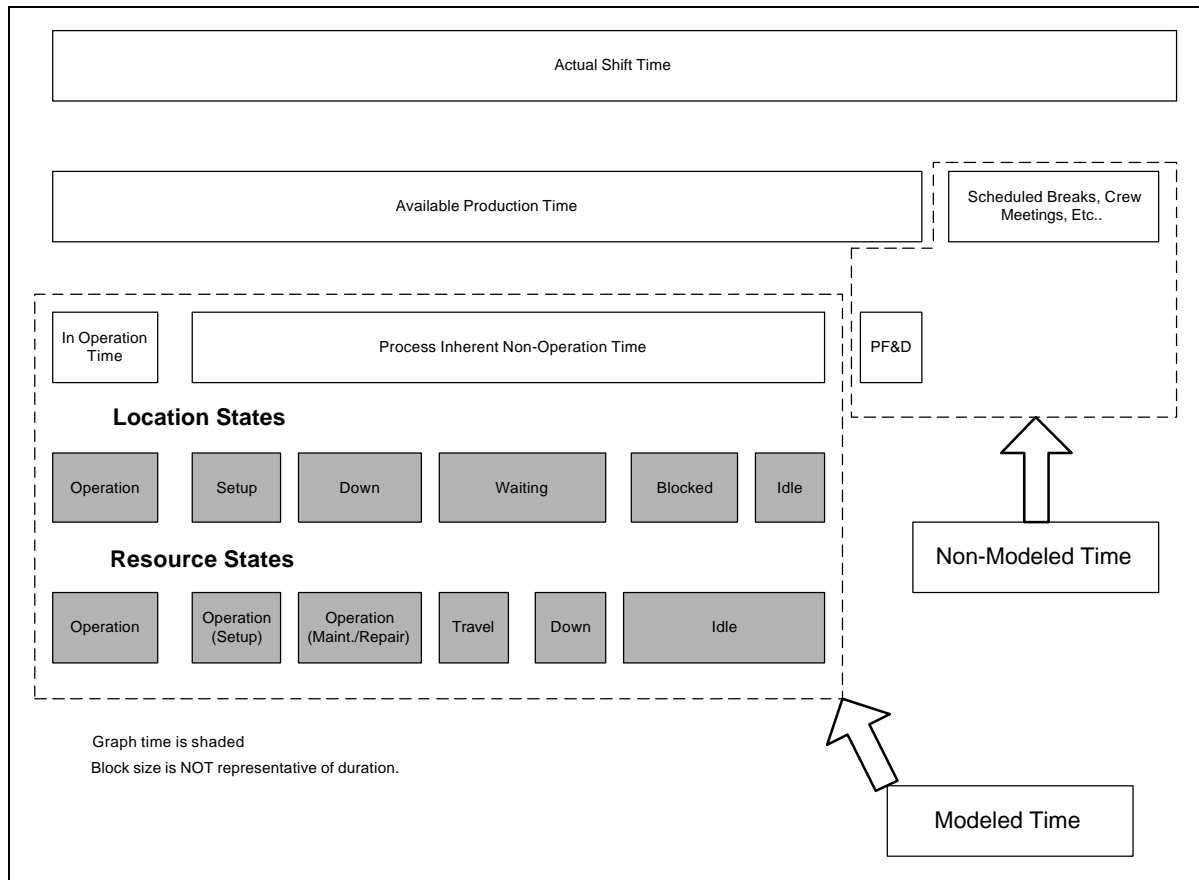 Actual Shift Time
Available Production Time
Scheduled Breaks, Crew
Meetings, Etc..
In Operation
Time
Process Inherent Non-Operation Time
PF&D
Location States
Operation
Setup
Down
Waiting
Blocked
Idle
Resource States
Operation
Operation
(Setup)
Operation
(Maint./Repair)
Travel
Down
Idle
Non-Modeled Time
Graph time is shaded
Block size is NOT representative of duration.
Modeled Time